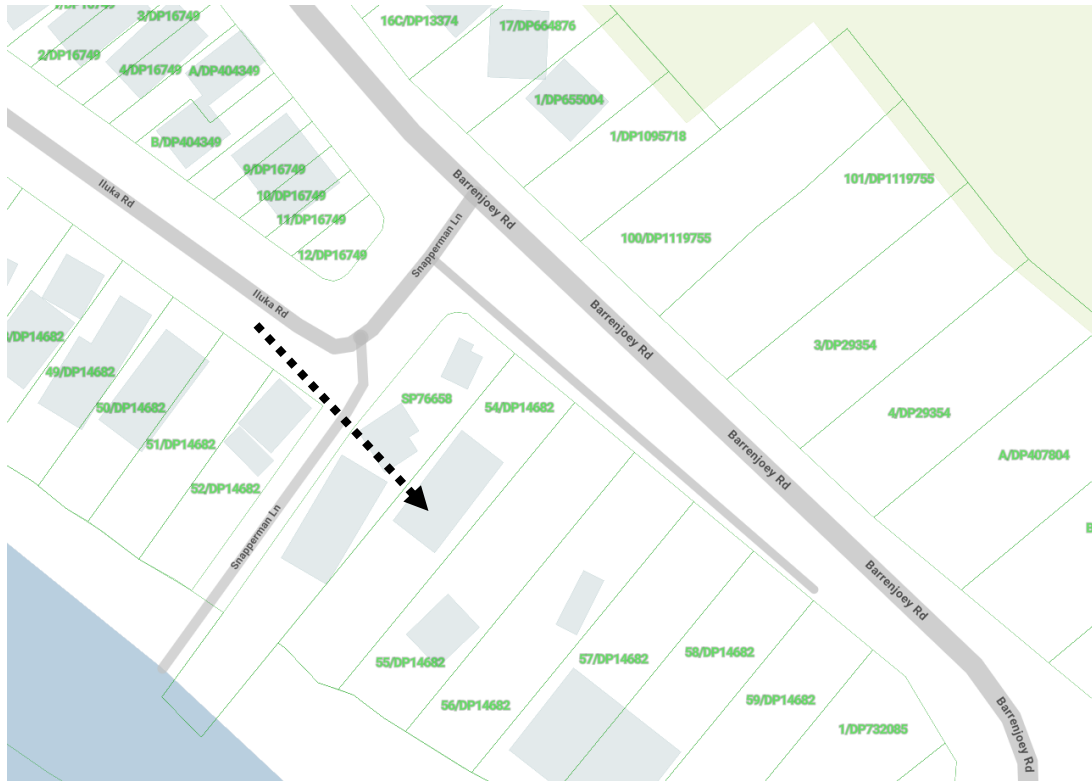 3/DP16749
16C/DP13374
17/DP664876
2/DP16749
4/DP16749
A/DP404349
1/DP655004
B/DP404349
1/DP1095718
9/DP16749
101/DP1119755
Iluka Rd
10/DP16749
Barrenjoey Rd
11/DP16749
100/DP1119755
Snapperman Ln
12/DP16749
Iluka Rd
Barrenjoey Rd
/DP14682
3/DP29354
49/DP14682
SP76658
50/DP14682
54/DP14682
4/DP29354
51/DP14682
Barrenjoey Rd
A/DP407804
52/DP14682
Snapperman Ln
Barrenjoey Rd
55/DP14682
57/DP14682
58/DP14682
56/DP14682
59/DP14682
Barrenjoey Rd
1/DP732085